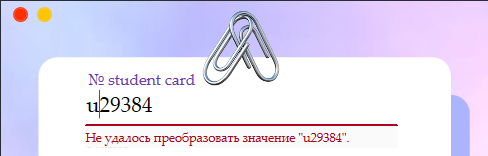 № student card
u29384
Не удалось преобразовать значение "u29384".